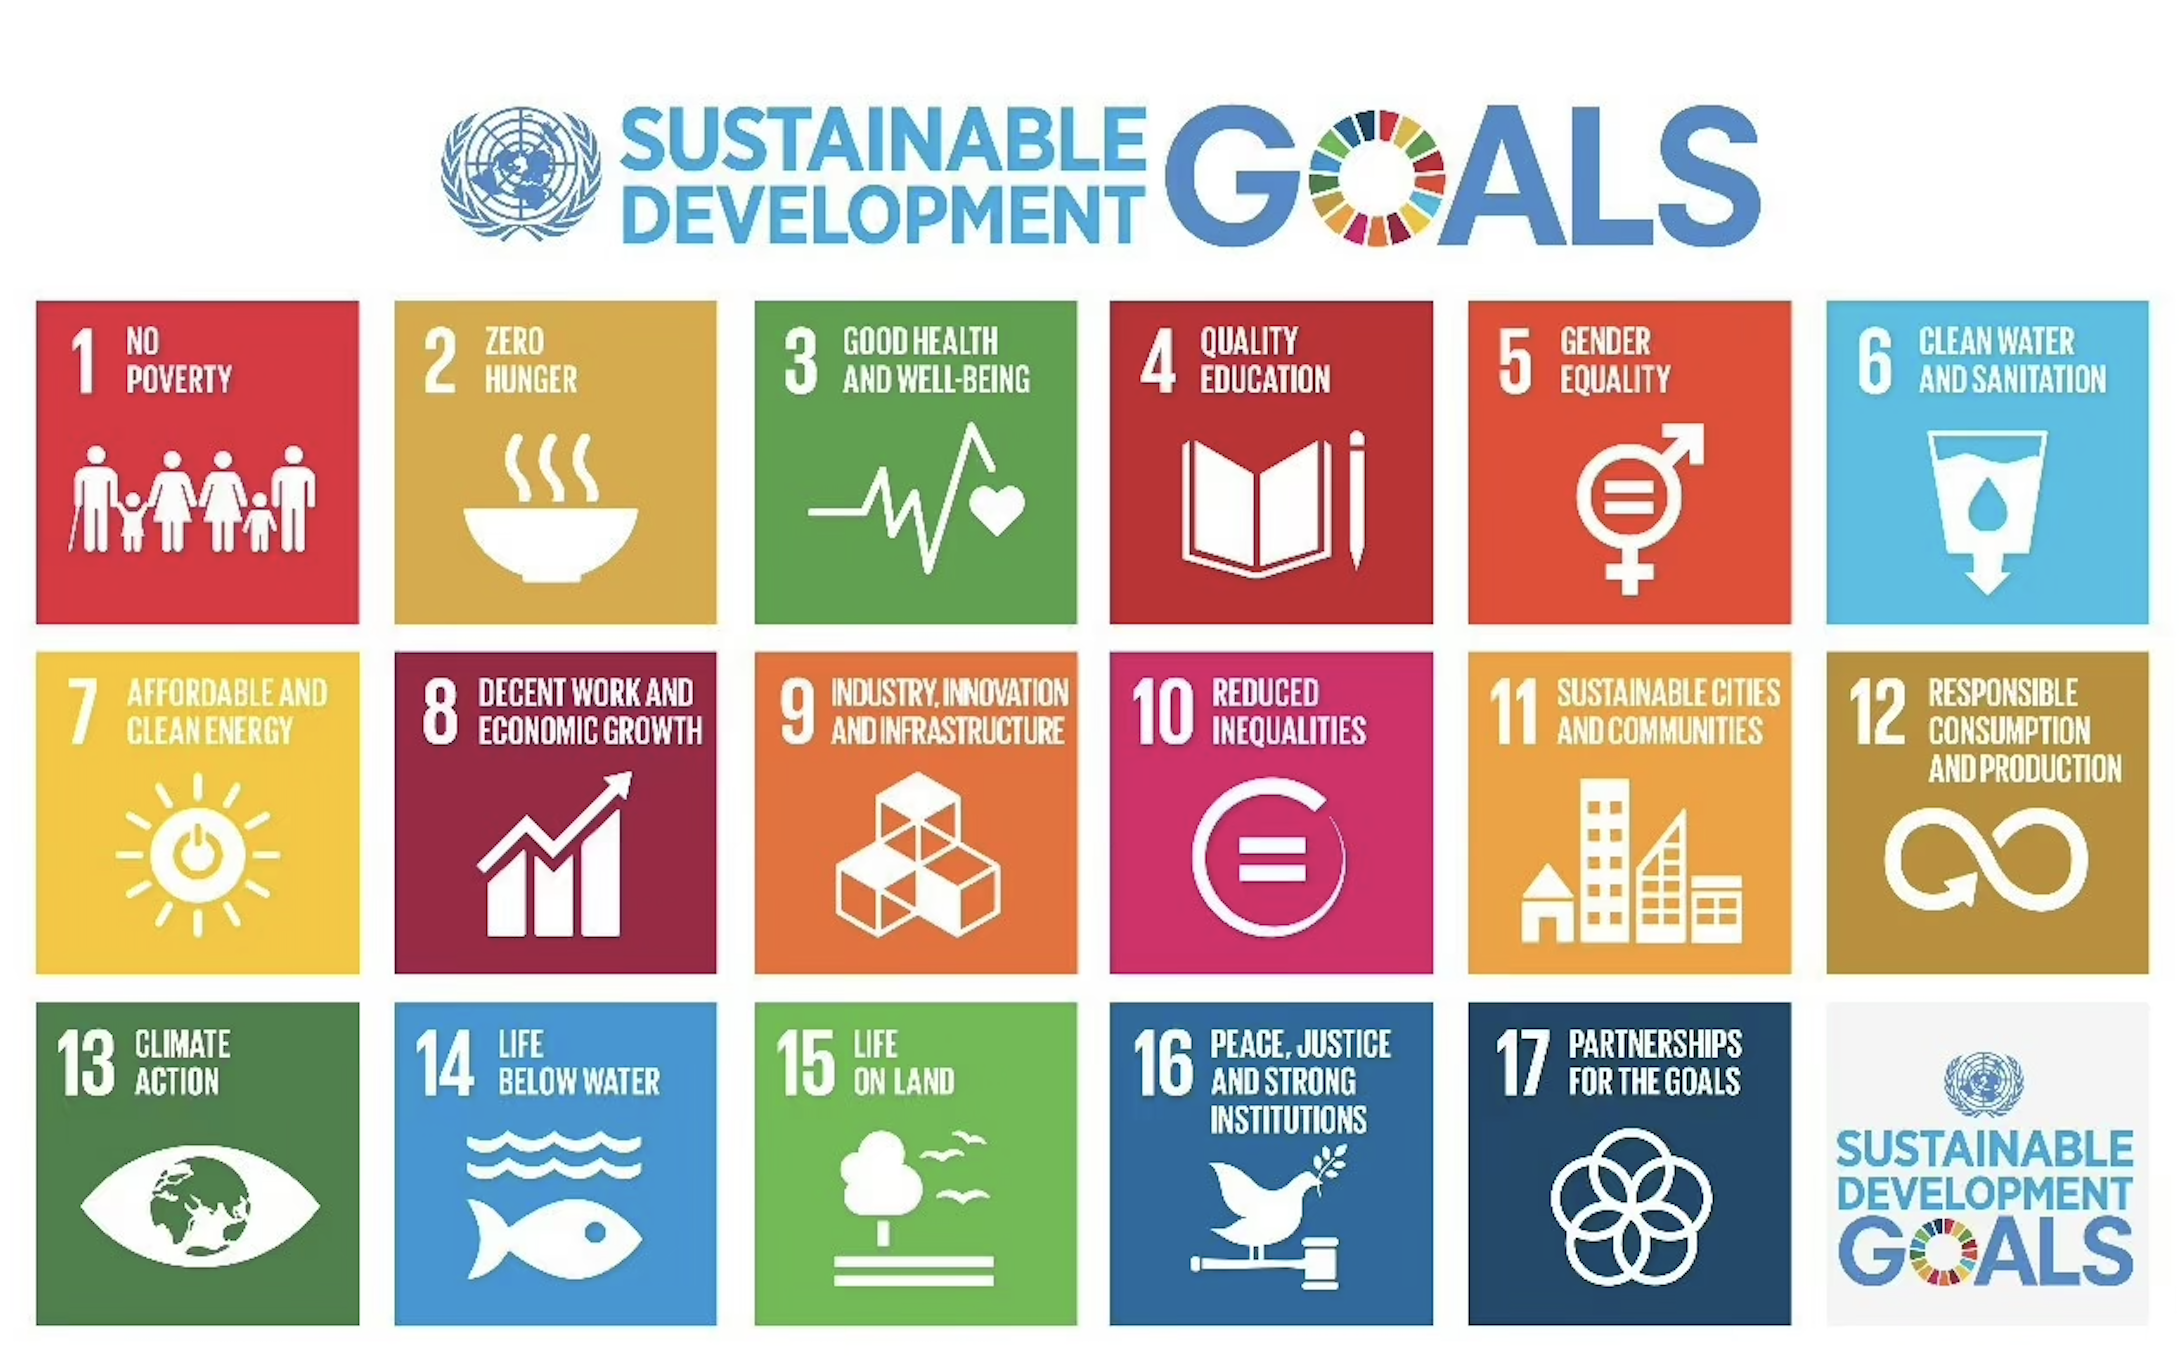 SUSTAINABLE
DEVELOPMENT
GOALS
1 NO
POVERTY
2 ZERO
HUNGER
3 GOOD HEALTH
AND WELL-BEING
4 QUALITY
EDUCATION
5 GENDER
EQUALITY
6 CLEAN WATER
AND SANITATION
7 AFFORDABLE AND
CLEAN ENERGY
8 DECENT WORK AND
ECONOMIC GROWTH
9 INDUSTRY, INNOVATION
AND INFRASTRUCTURE
10 REDUCED
INEQUALITIES
11 SUSTAINABLE CITIES
AND COMMUNITIES
12 RESPONSIBLE
CONSUMPTION
AND PRODUCTION
13 CLIMATE
ACTION
14 LIFE
BELOW WATER
15 LIFE
ON LAND
16 PEACE, JUSTICE
AND STRONG
INSTITUTIONS
17 PARTNERSHIPS
FOR THE GOALS
SUSTAINABLE
DEVELOPMENT
GOALS